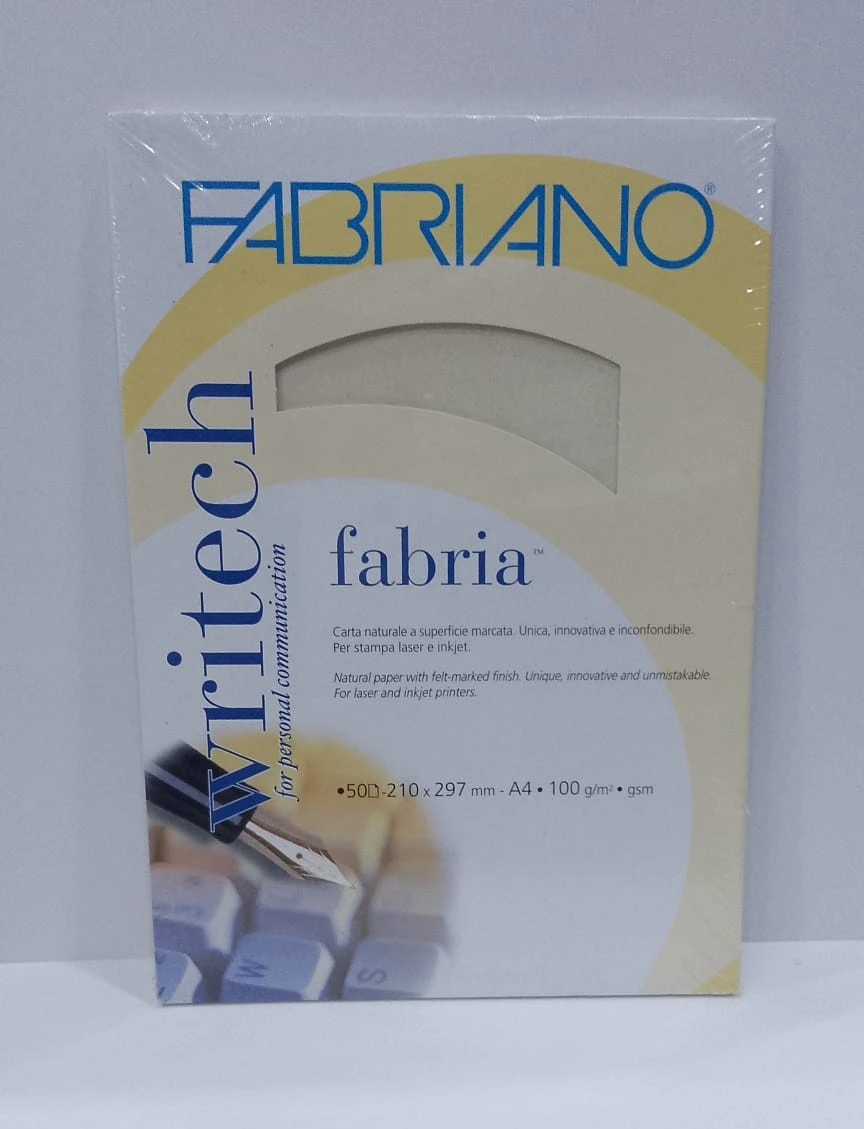 FABRIANO®
writech
for personal communication
fabria™
Carta naturale a superficie marcata. Unica, innovativa e inconfondibile.
Per stampa laser e inkjet.
Natural paper with felt-marked finish. Unique, innovative and unmistakable.
For laser and inkjet printers.
•50-210 x 297 mm - A4 • 100 g/m² • gsm
W
S